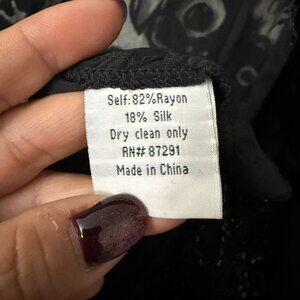 Self:82%Rayon
18% Silk
Dry clean only
RN# 87291
Made in China